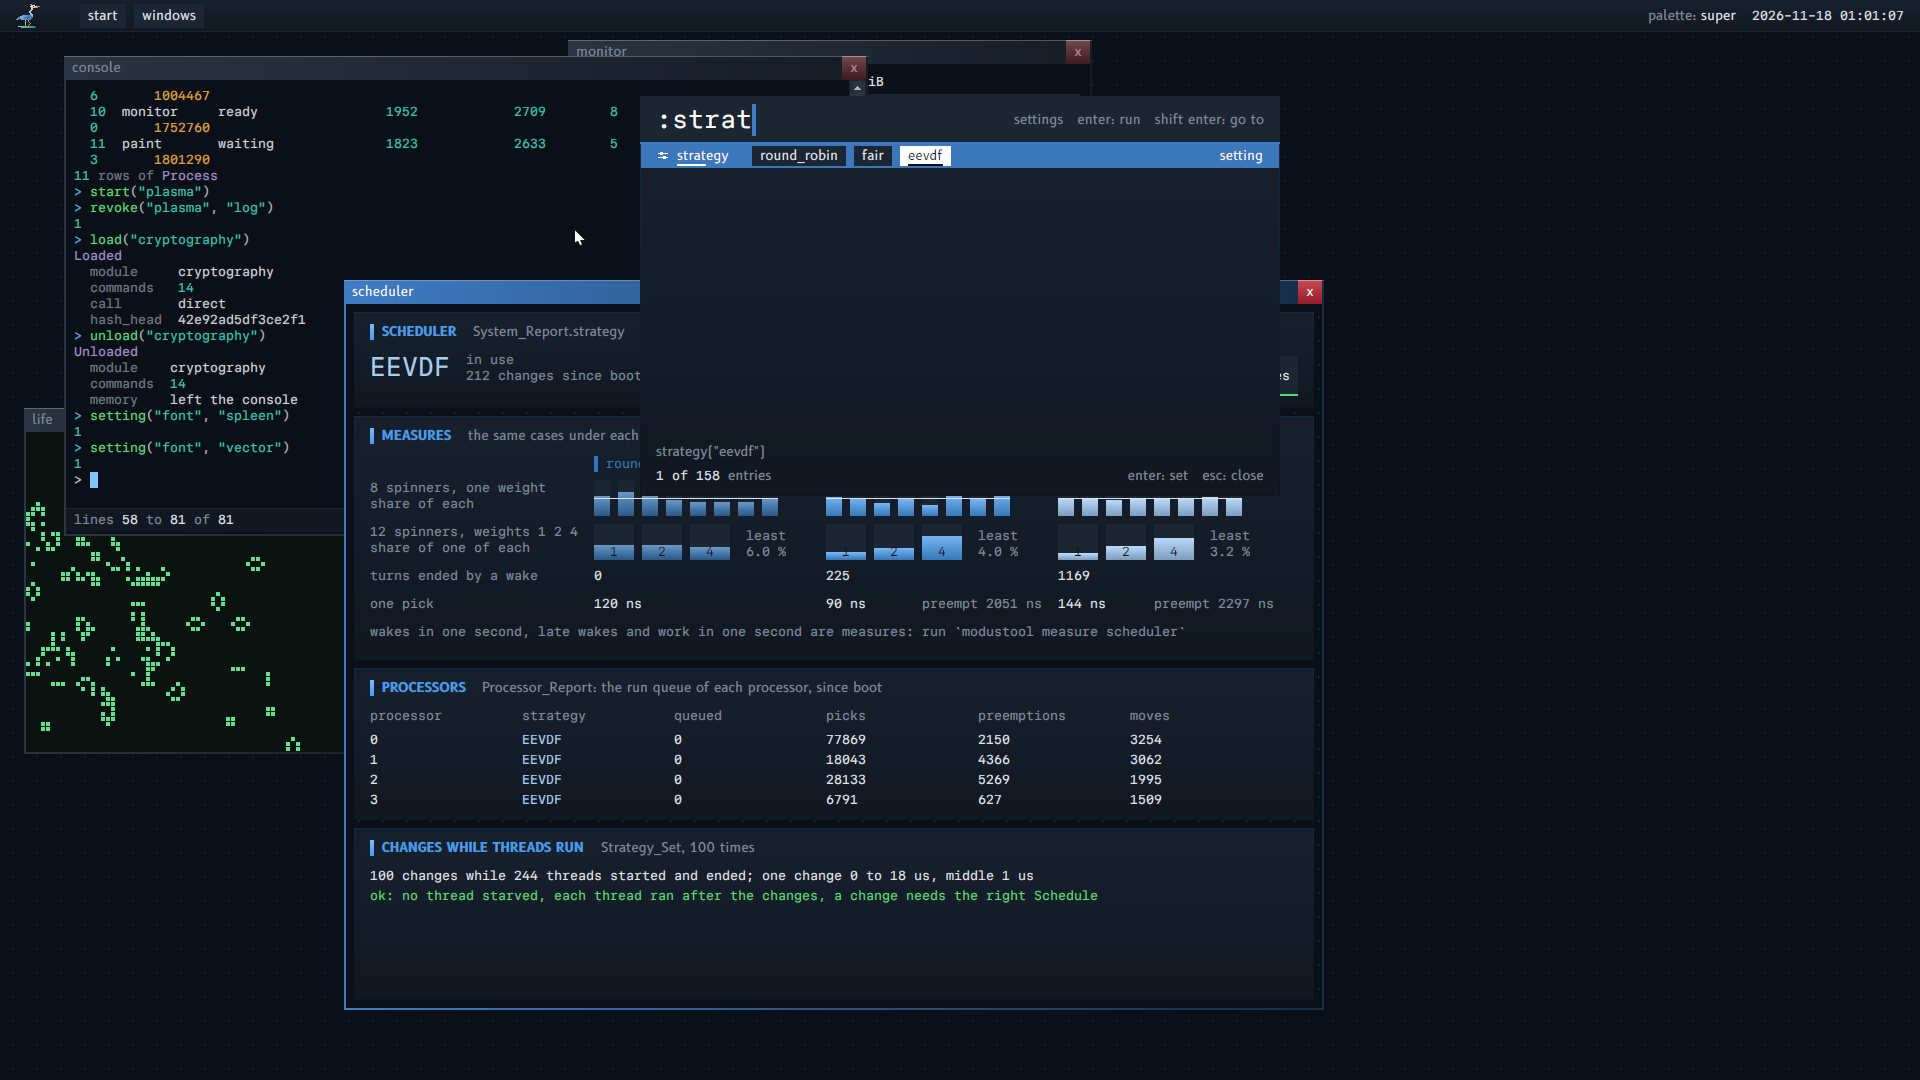 start windows palette: super 2026-11-18 01:01:07
monitor x
iB
console x
6 1004467
10 monitor ready 1952 2709 8
0 1752760
11 paint waiting 1823 2633 5
3 1801290
11 rows of Process
> start("plasma")
> revoke("plasma", "log")
1
> load("cryptography")
Loaded
module cryptography
commands 14
call direct
hash_head 42e92ad5df3ce2f1
> unload("cryptography")
Unloaded
module cryptography
commands 14
memory left the console
> setting("font", "spleen")
1
> setting("font", "vector")
1
>
lines 58 to 81 of 81
life
:strat settings enter: run shift enter: go to
strategy round_robin fair eevdf setting
strategy["eevdf"]
1 of 158 entries enter: set esc: close
scheduler x
SCHEDULER System_Report.strategy
EEVDF in use
212 changes since boot
MEASURES the same cases under each
roun
8 spinners, one weight
share of each
12 spinners, weights 1 2 4
share of one of each
1 2 4 least 6.0 % 1 2 4 least 4.0 % 1 2 4 least 3.2 %
turns ended by a wake 0 225 1169
one pick 120 ns 90 ns preempt 2051 ns 144 ns preempt 2297 ns
wakes in one second, late wakes and work in one second are measures: run `modustool measure scheduler`
PROCESSORS Processor_Report: the run queue of each processor, since boot
processor strategy queued picks preemptions moves
0 EEVDF 0 77869 2150 3254
1 EEVDF 0 18043 4366 3062
2 EEVDF 0 28133 5269 1995
3 EEVDF 0 6791 627 1509
CHANGES WHILE THREADS RUN Strategy_Set, 100 times
100 changes while 244 threads started and ended; one change 0 to 18 us, middle 1 us
ok: no thread starved, each thread ran after the changes, a change needs the right Schedule